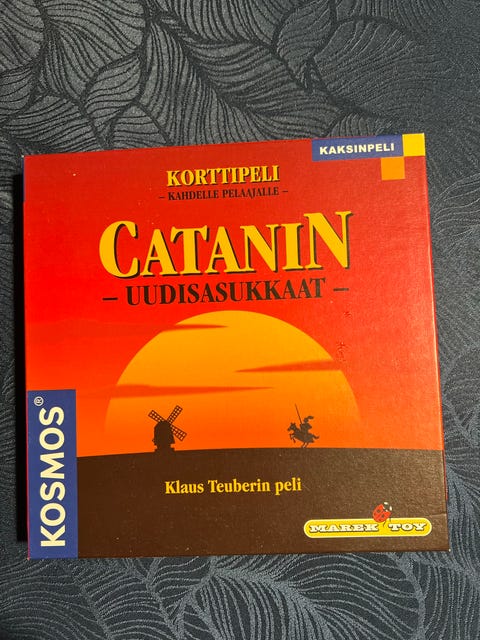 KAKSINPELI
KORTTIPELI
– KAHDELLE PELAAJALLE –
CATANIN
– UUDISASUKKAAT –
KOSMOS®
Klaus Teuberin peli
MAREK TOY